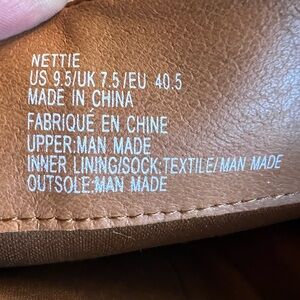 NETTIE
US 9.5/UK 7.5/EU 40.5
MADE IN CHINA
FABRIQUE EN CHINE
UPPER:MAN MADE
INNER LINING/SOCK:TEXTILE/MAN MADE
OUTSOLE:MAN MADE